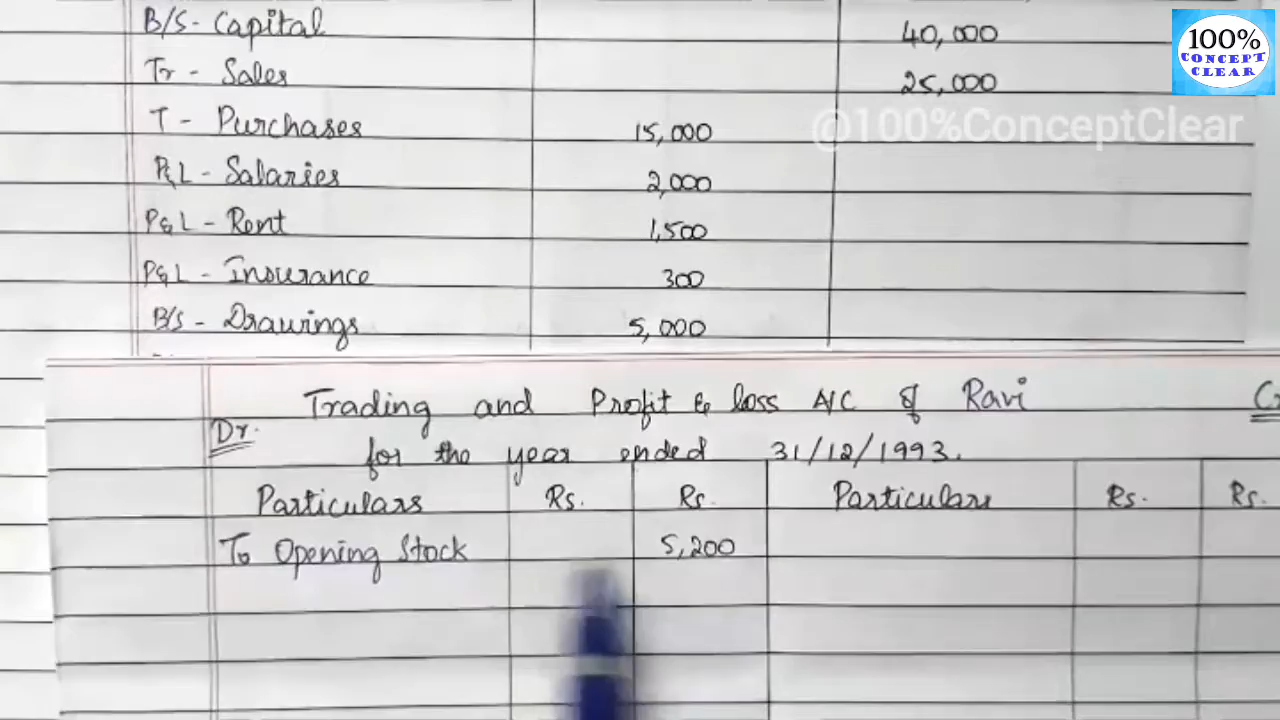 B/S - Capital 40,000
Tr - Sales 25,000
T - Purchases 15,000
P&L - Salaries 2,000
P&L - Rent 1,500
P&L - Insurance 300
B/S - Drawings 5,000
100%
CONCEPT
CLEAR
@100%ConceptClear
Trading and Profit & loss A/C of Ravi
Dr.
for the year ended 31/12/1993.
Particulars Rs. Rs. Particulars Rs. Rs.
To Opening Stock 5,200